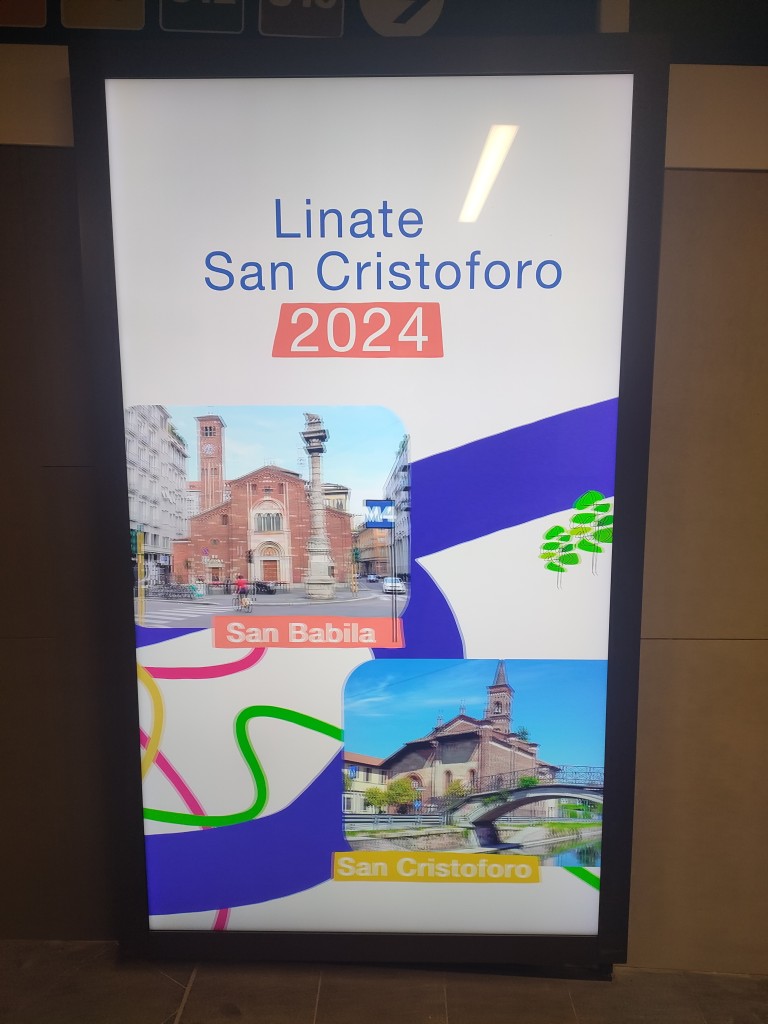 Linate
San Cristoforo
2024
M4
San Babila
San Cristoforo